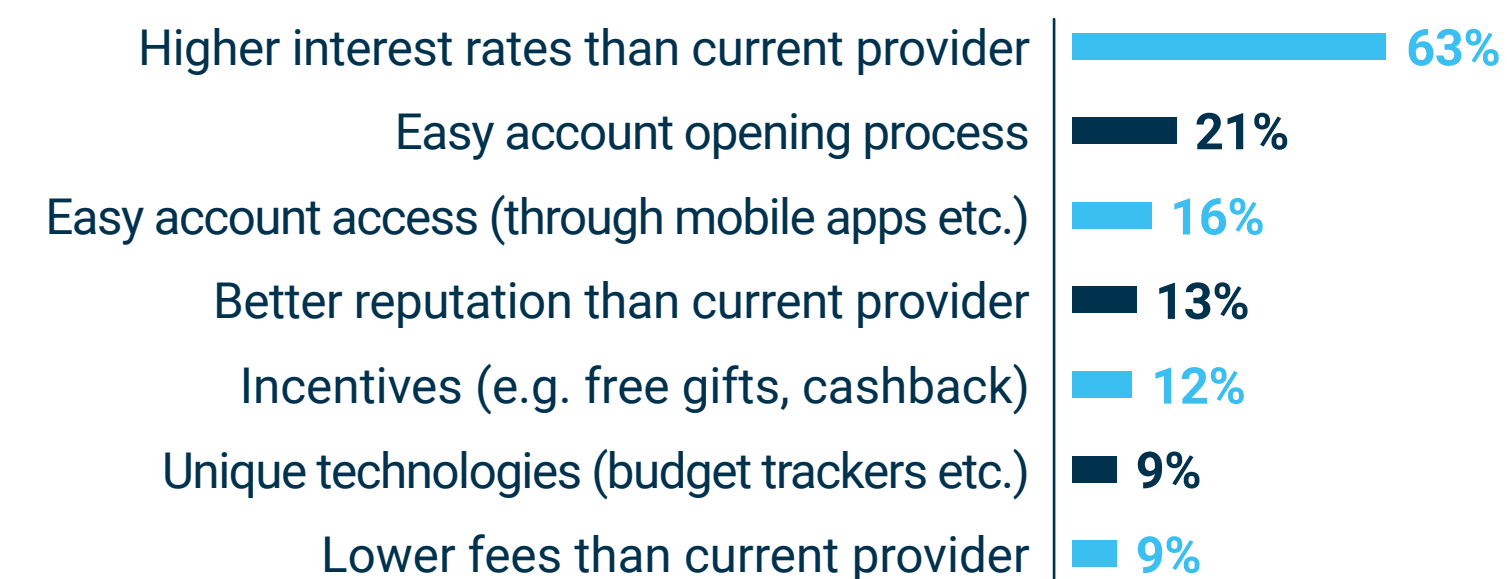 Higher interest rates than current provider 63%
Easy account opening process 21%
Easy account access (through mobile apps etc.) 16%
Better reputation than current provider 13%
Incentives (e.g. free gifts, cashback) 12%
Unique technologies (budget trackers etc.) 9%
Lower fees than current provider 9%